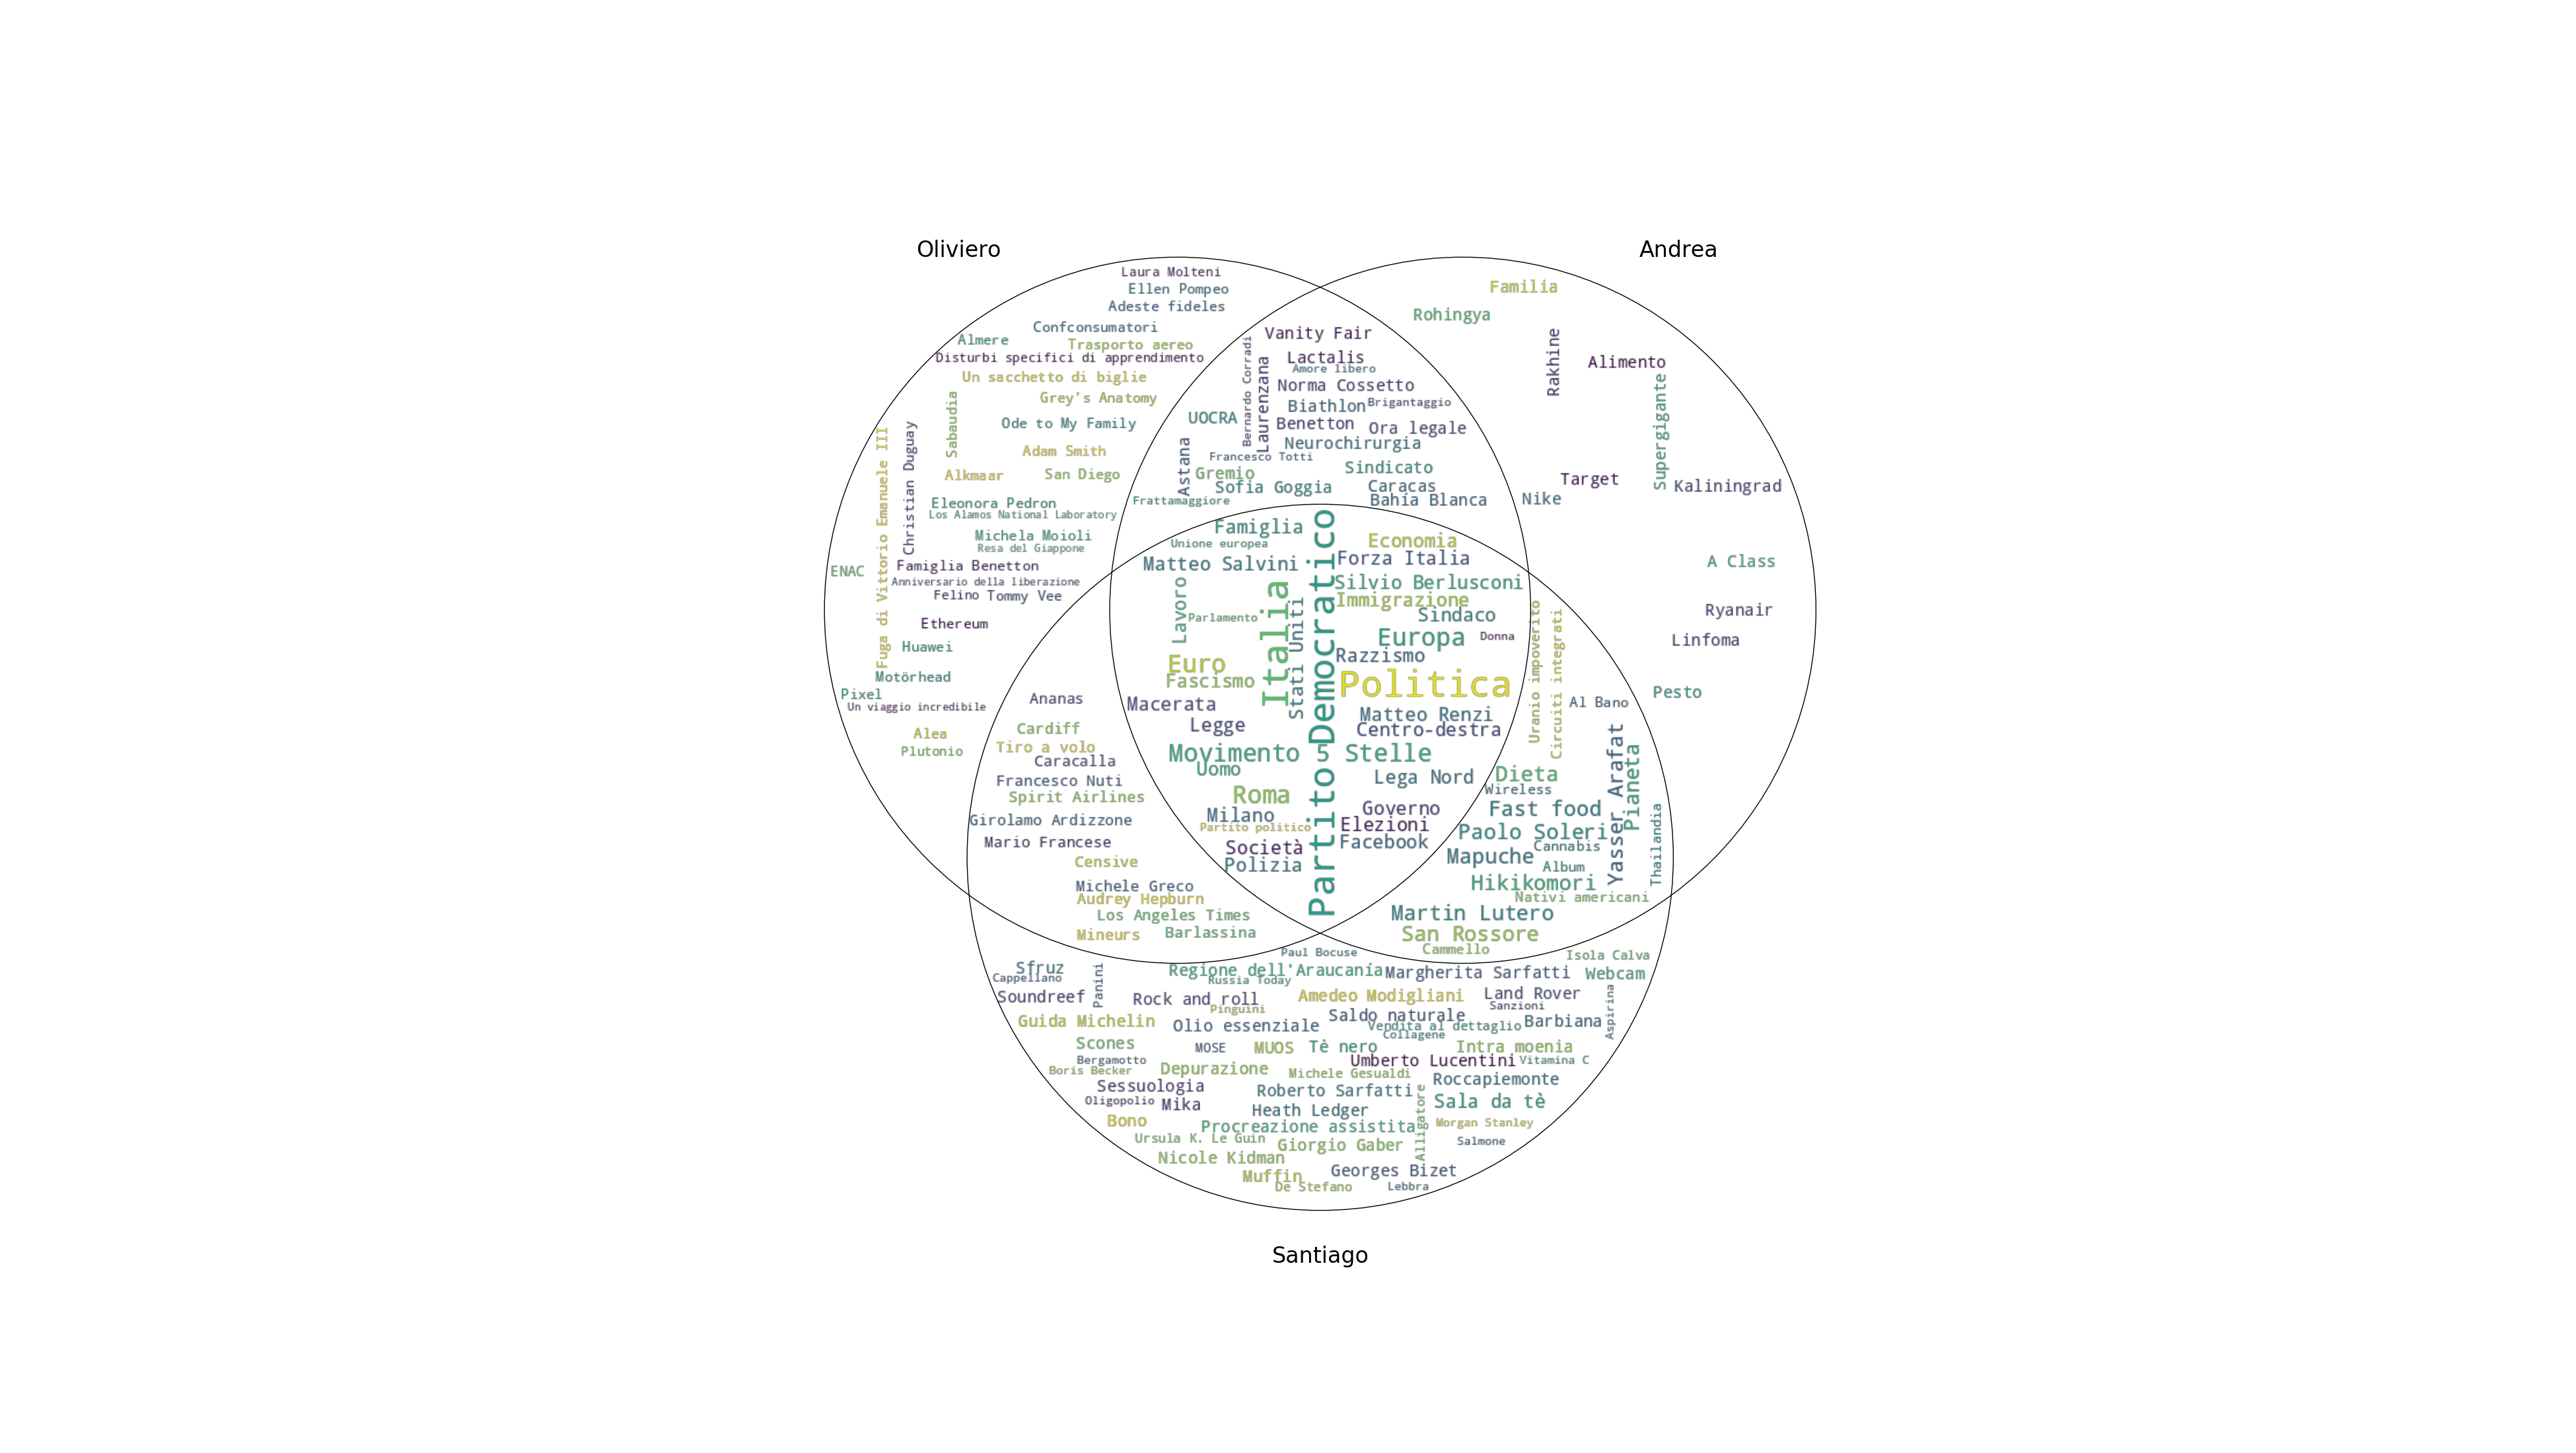 Oliviero
Andrea
Laura Molteni
Ellen Pompeo
Adeste fideles
Confconsumatori
Almere
Trasporto aereo
Disturbi specifici di apprendimento
Un sacchetto di biglie
Grey's Anatomy
Sabaudia
Ode to My Family
Adam Smith
Alkmaar
San Diego
Christian Duguay
Fuga di Vittorio Emanuele III
Eleonora Pedron
Los Alamos National Laboratory
Michela Moioli
Resa del Giappone
ENAC
Famiglia Benetton
Anniversario della liberazione
Felino
Tommy Vee
Ethereum
Huawei
Motörhead
Pixel
Un viaggio incredibile
Alea
Plutonio
Vanity Fair
Bernardo Corradi
Laurenzana
Lactalis
Amore libero
Norma Cossetto
Biathlon
Brigantaggio
UOCRA
Benetton
Ora legale
Neurochirurgia
Francesco Totti
Astana
Gremio
Sindicato
Sofia Goggia
Caracas
Frattamaggiore
Bahia Blanca
Familia
Rohingya
Rakhine
Alimento
Supergigante
Target
Kaliningrad
Nike
A Class
Ryanair
Linfoma
Pesto
Famiglia
Unione europea
Matteo Salvini
Economia
Forza Italia
Silvio Berlusconi
Immigrazione
Sindaco
Lavoro
Parlamento
Italia
Stati Uniti
Partito Democratico
Europa
Donna
Razzismo
Euro
Fascismo
Politica
Macerata
Legge
Matteo Renzi
Centro-destra
Movimento 5 Stelle
Uomo
Lega Nord
Roma
Milano
Partito politico
Governo
Elezioni
Facebook
Società
Polizia
Ananas
Cardiff
Tiro a volo
Caracalla
Francesco Nuti
Spirit Airlines
Girolamo Ardizzone
Mario Francese
Censive
Michele Greco
Audrey Hepburn
Los Angeles Times
Mineurs
Barlassina
Uranio impoverito
Circuiti integrati
Al Bano
Yasser Arafat
Pianeta
Dieta
Wireless
Fast food
Paolo Soleri
Cannabis
Thailandia
Mapuche
Album
Hikikomori
Nativi americani
Martin Lutero
San Rossore
Cammello
Paul Bocuse
Isola Calva
Sfruz
Cappellano
Panini
Regione dell'Araucanía
Russia Today
Margherita Sarfatti
Webcam
Soundreef
Rock and roll
Pinguini
Amedeo Modigliani
Land Rover
Sanzioni
Aspirina
Guida Michelin
Olio essenziale
Saldo naturale
Vendita al dettaglio
Collagene
Barbiana
Scones
MOSE
MUOS
Tè nero
Intra moenia
Bergamotto
Umberto Lucentini
Vitamina C
Boris Becker
Depurazione
Michele Gesualdi
Roccapiemonte
Sessuologia
Roberto Sarfatti
Oligopolio
Mika
Heath Ledger
Alligatore
Sala da tè
Bono
Procreazione assistita
Morgan Stanley
Ursula K. Le Guin
Giorgio Gaber
Salmone
Nicole Kidman
Muffin
Georges Bizet
De Stefano
Lebbra
Santiago